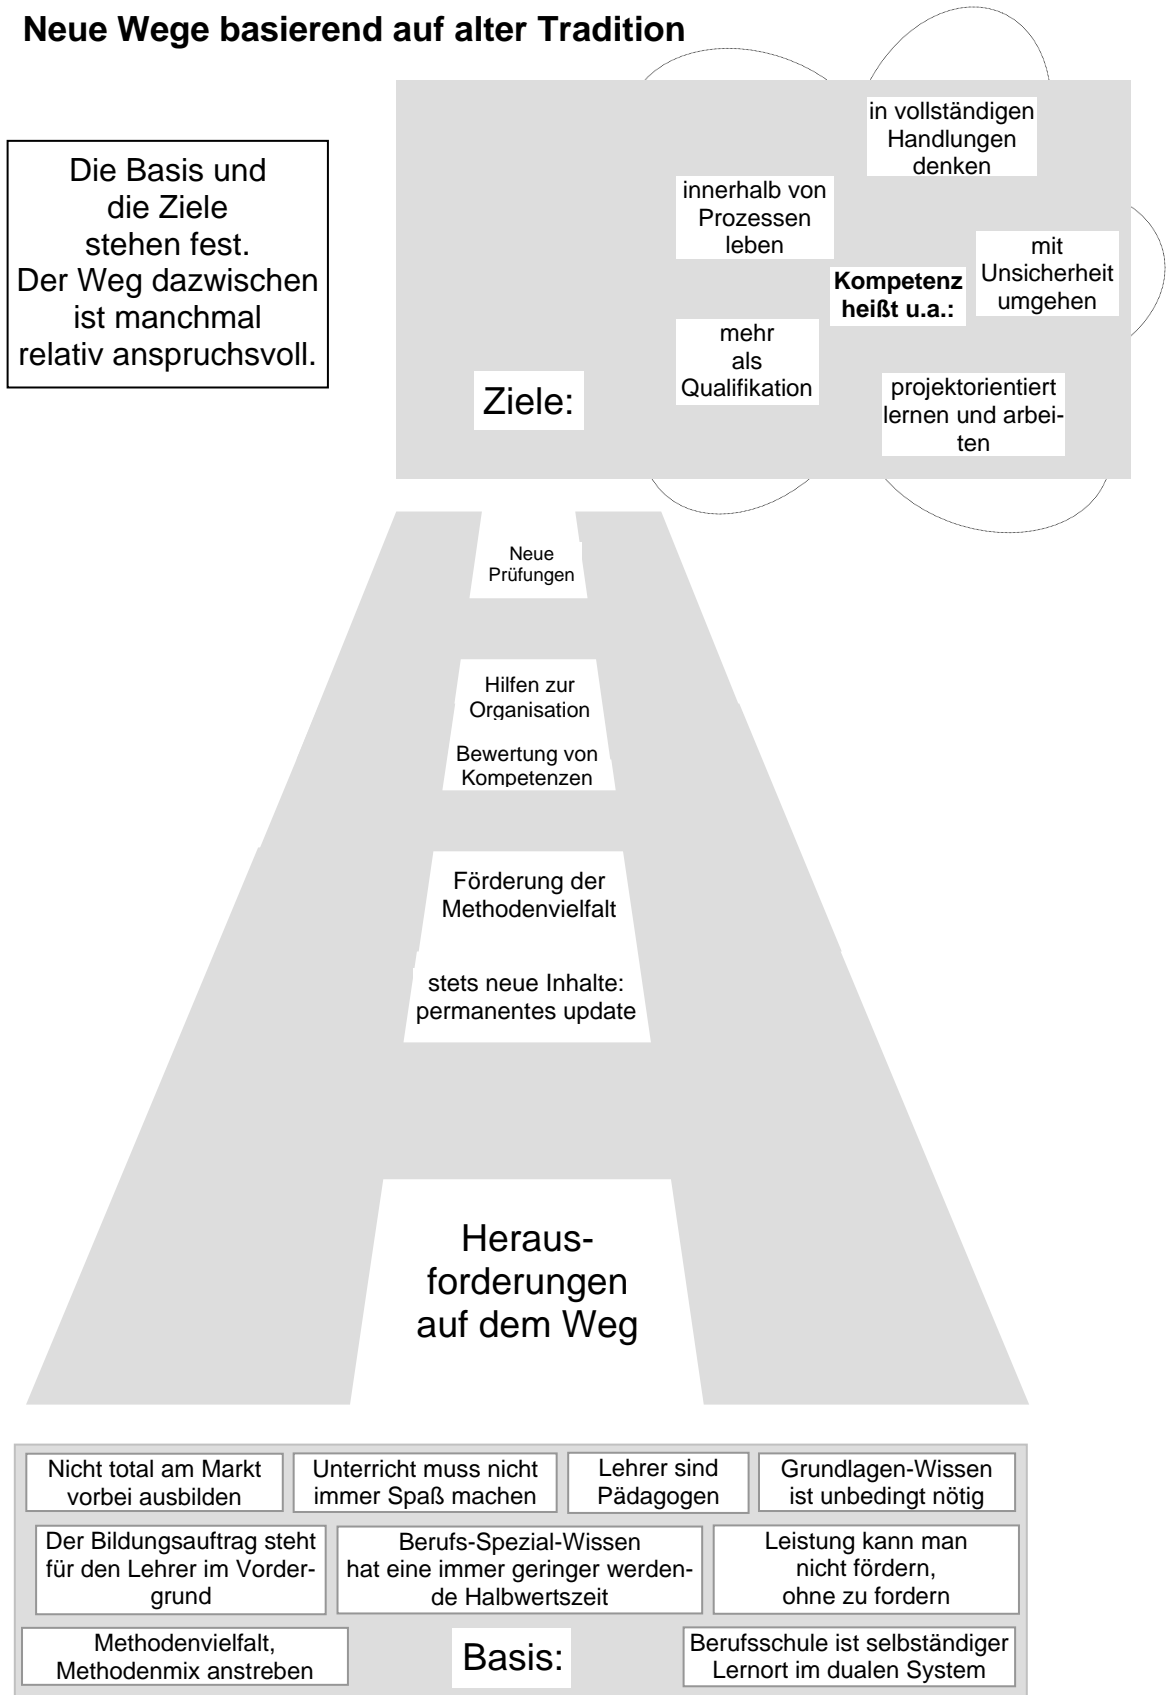 Neue Wege basierend auf alter Tradition
Die Basis und
die Ziele
stehen fest.
Der Weg dazwischen
ist manchmal
relativ anspruchsvoll.
in vollständigen
Handlungen
denken
innerhalb von
Prozessen
leben
mit
Unsicherheit
umgehen
Kompetenz
heißt u.a.:
mehr
als
Qualifikation
Ziele:
projektorientiert
lernen und arbei-
ten
Neue
Prüfungen
Hilfen zur
Organisation
Bewertung von
Kompetenzen
Förderung der
Methodenvielfalt
stets neue Inhalte:
permanentes update
Heraus-
forderungen
auf dem Weg
Nicht total am Markt
vorbei ausbilden
Unterricht muss nicht
immer Spaß machen
Lehrer sind
Pädagogen
Grundlagen-Wissen
ist unbedingt nötig
Der Bildungsauftrag steht
für den Lehrer im Vorder-
grund
Berufs-Spezial-Wissen
hat eine immer geringer werden-
de Halbwertszeit
Leistung kann man
nicht fördern,
ohne zu fordern
Methodenvielfalt,
Methodenmix anstreben
Basis:
Berufsschule ist selbständiger
Lernort im dualen System